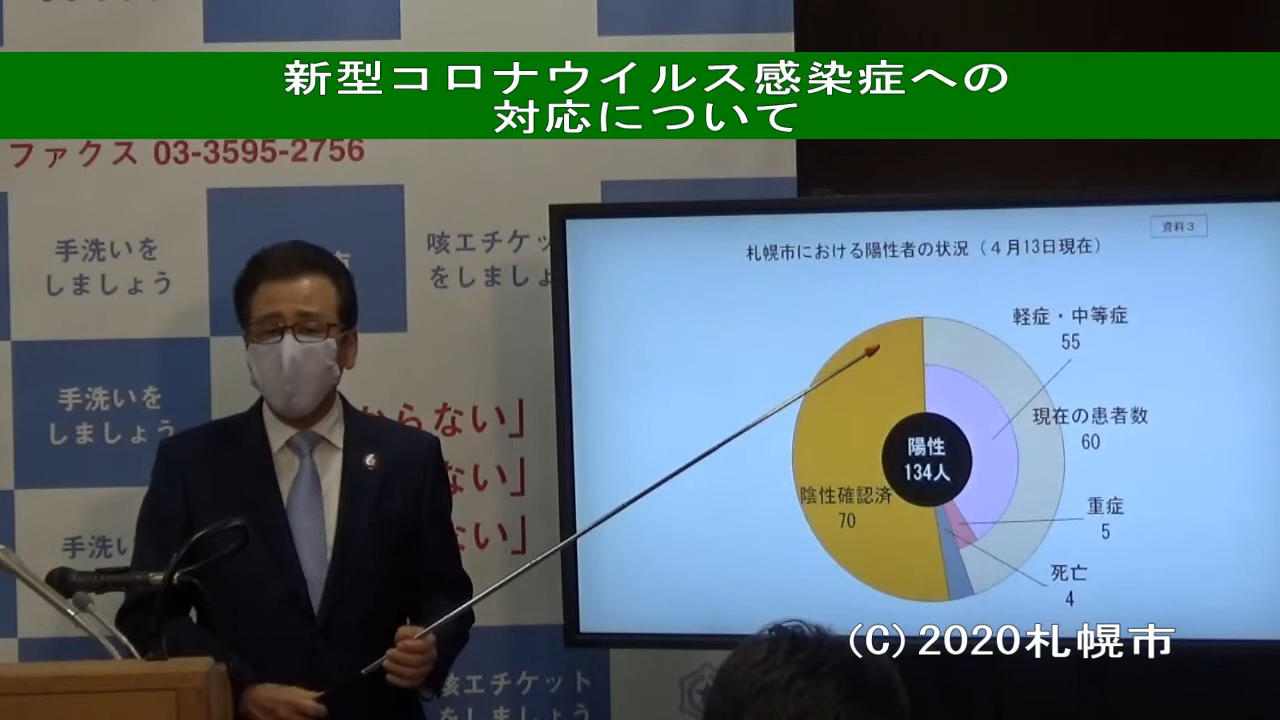 新型コロナウイルス感染症への
対応について
ファクス 03-3595-2756
手洗いを
しましょう
咳エチケッ
をしましょ
手洗いを
しましょう
からない」
ない」
ない」
手洗い
咳エチケット
をしましょう
資料3
札幌市における陽性者の状況(4月13日現在)
軽症・中等症
55
現在の患者数
60
陽性
134人
陰性確認済
70
重症
5
死亡
4
(C) 2020札幌市